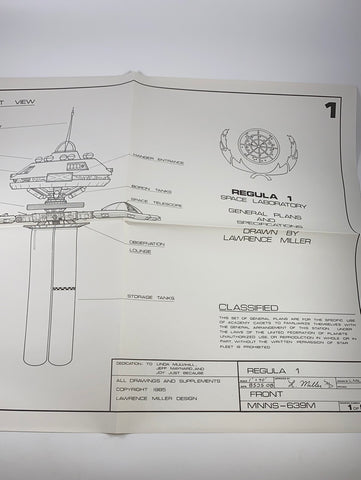 T VIEW
1
HANGER ENTRANCE
BORON TANKS
SPACE TELESCOPE
OBSERVATION
LOUNGE
STORAGE TANKS
REGULA 1
SPACE LABORATORY
GENERAL PLANS
AND
SPECIFICATIONS
DRAWN BY
LAWRENCE MILLER
CLASSIFIED
THIS SET OF GENERAL PLANS ARE FOR THE SPECIFIC USE
OF ACADEMY CADETS TO FAMILIARIZE THEMSELVES WITH
THE GENERAL ARRANGEMENT OF THIS STATION. UNDER
THE LAWS OF THE UNITED FEDERATION OF PLANETS
UNAUTHORIZED USE, OR REPRODUCTION IN WHOLE OR IN
PART, WITHOUT THE WRITTEN PERMISSION OF STAR
FLEET IS PROHIBITED.
DEDICATION: TO LINDA
JEFF MAYNARD, AND
JOY JUST BECAUSE
ALL DRAWINGS AND SUPPLEMENTS
COPYRIGHT 1985
LAWRENCE MILLER DESIGN
REGULA 1
8539.08
L Miller
FRONT
MNNS-639M
1 OF